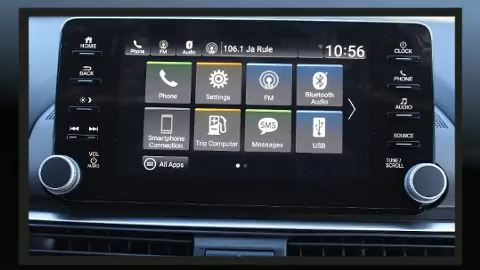 HOME
BACK
VOL
AUDIO
Phone
FM
Audio
106.1 Ja Rule
10:56
Phone
Settings
FM
Bluetooth
Audio
Smartphone
Connection
Trip Computer
SMS
Messages
USB
All Apps
CLOCK
PHONE
AUDIO
SOURCE
TUNE/
SCROLL